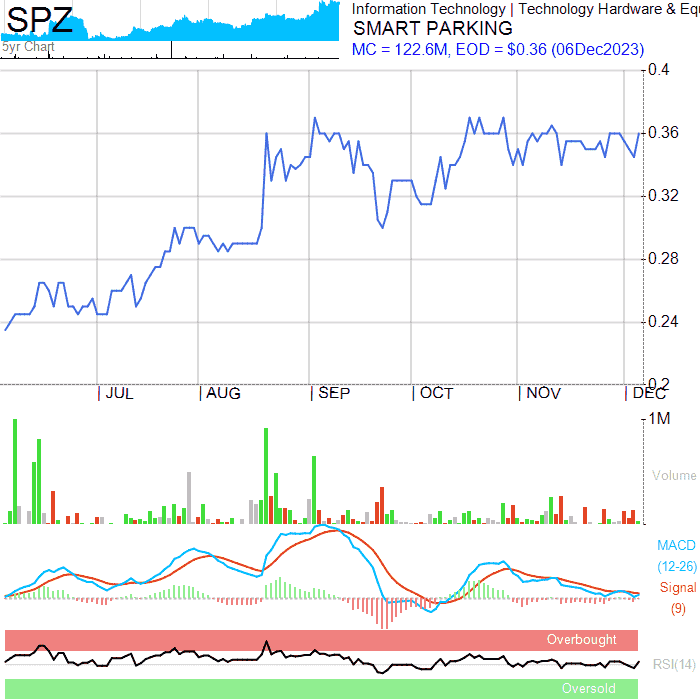 SPZ
5yr Chart
Information Technology | Technology Hardware & Equ
SMART PARKING
MC = 122.6M, EOD = $0.36 (06Dec2023)
0.4
0.36
0.32
0.28
0.24
0.2
| JUL | AUG | SEP | OCT | NOV | DEC
1M
Volume
MACD
(12-26)
Signal
(9)
Overbought
RSI(14)
Oversold